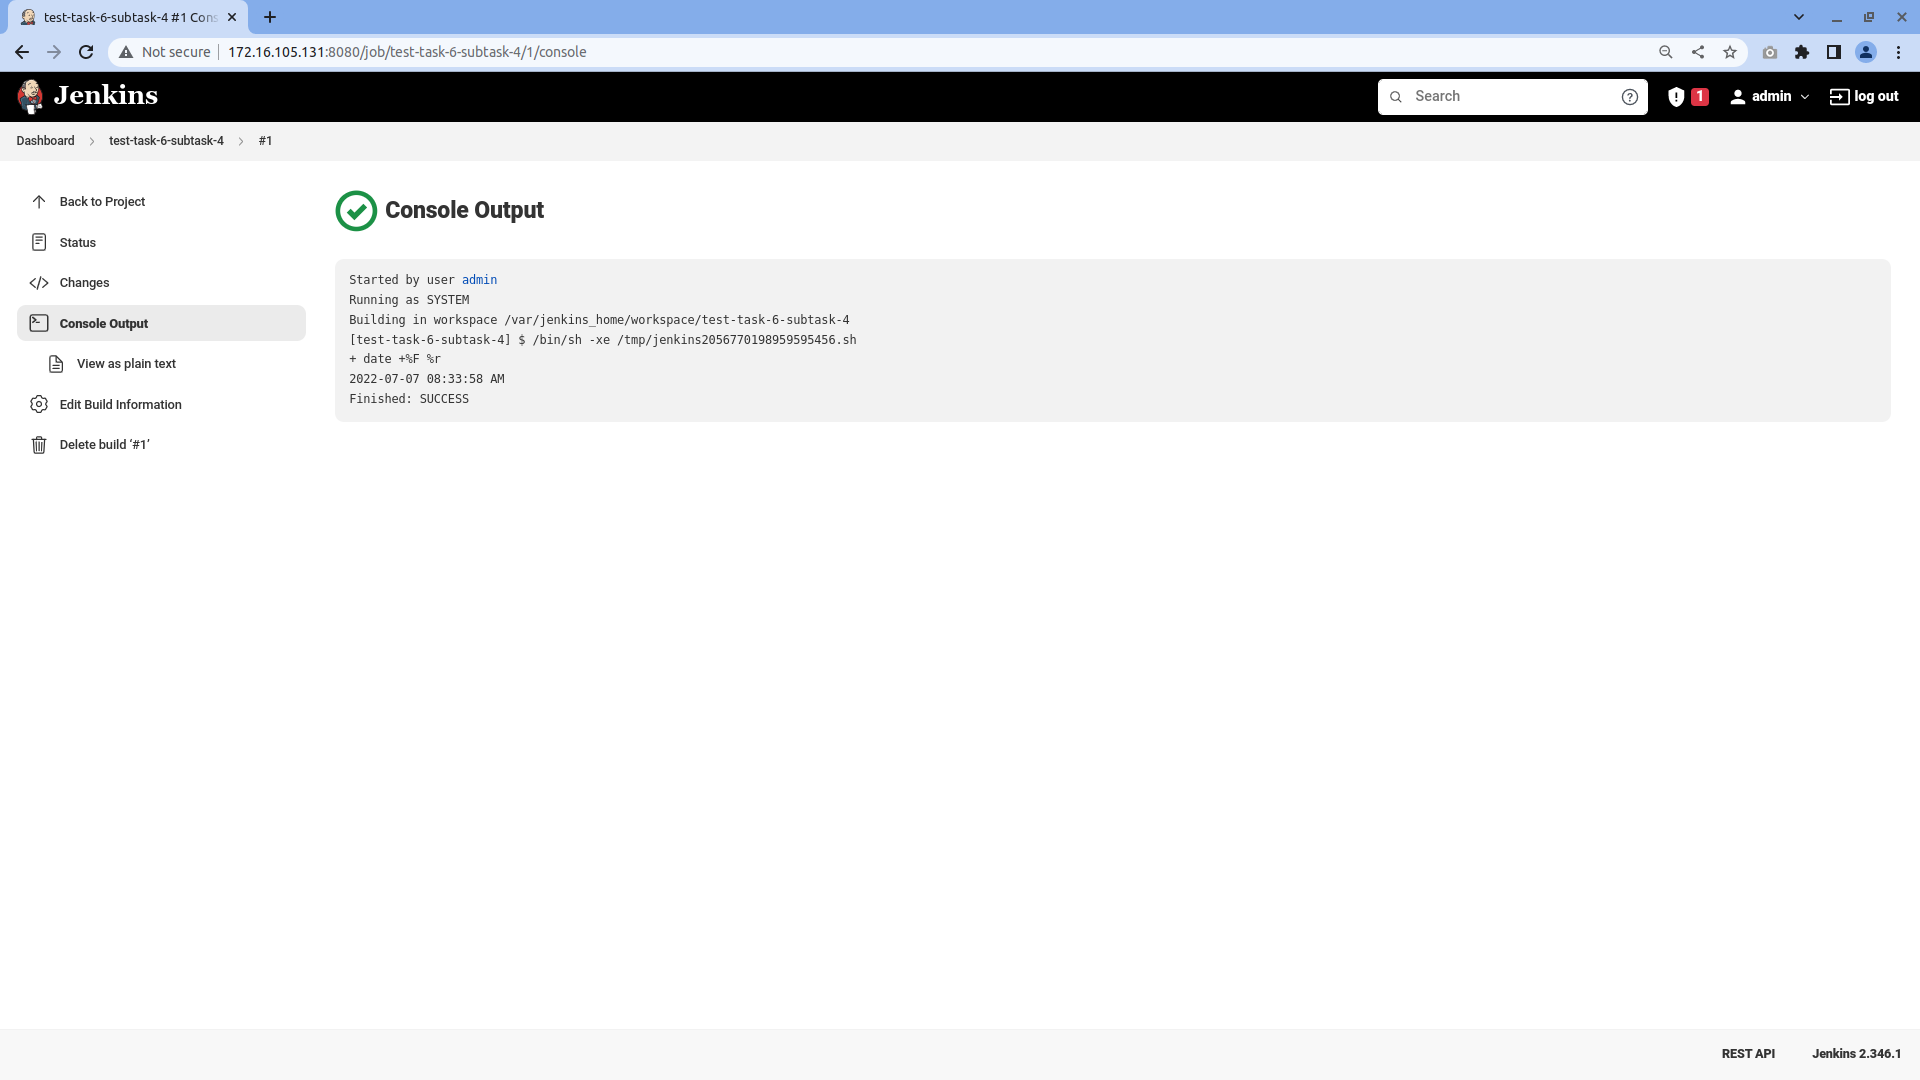 test-task-6-subtask-4 #1 Cons
Not secure
172.16.105.131:8080/job/test-task-6-subtask-4/1/console
Jenkins
Search
1
admin
log out
Dashboard
test-task-6-subtask-4
#1
Back to Project
Status
Changes
Console Output
View as plain text
Edit Build Information
Delete build ‘#1’
Console Output
Started by user admin
Running as SYSTEM
Building in workspace /var/jenkins_home/workspace/test-task-6-subtask-4
[test-task-6-subtask-4] $ /bin/sh -xe /tmp/jenkins2056770198959595456.sh
+ date +%F %r
2022-07-07 08:33:58 AM
Finished: SUCCESS
REST API
Jenkins 2.346.1